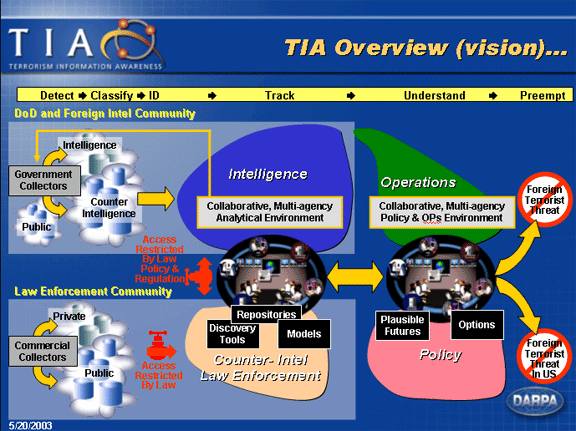 TIA
TERRORISM INFORMATION AWARENESS
TIA Overview (vision)...
Detect Classify ID Track Understand Preempt
DoD and Foreign Intel Community
Intelligence
Government
Collectors
Counter
Intelligence
Public
Intelligence
Collaborative, Multi-agency
Analytical Environment
Operations
Collaborative, Multi-agency
Policy & OPs Environment
Foreign
Terrorist
Threat
Access
Restricted
By Law
Policy &
Regulation
Law Enforcement Community
Private
Commercial
Collectors
Public
Access
Restricted
By Law
Repositories
Discovery
Tools
Models
Counter- Intel
Law Enforcement
Plausible
Futures
Options
Policy
Foreign
Terrorist
Threat
In US
DARPA
5/20/2003